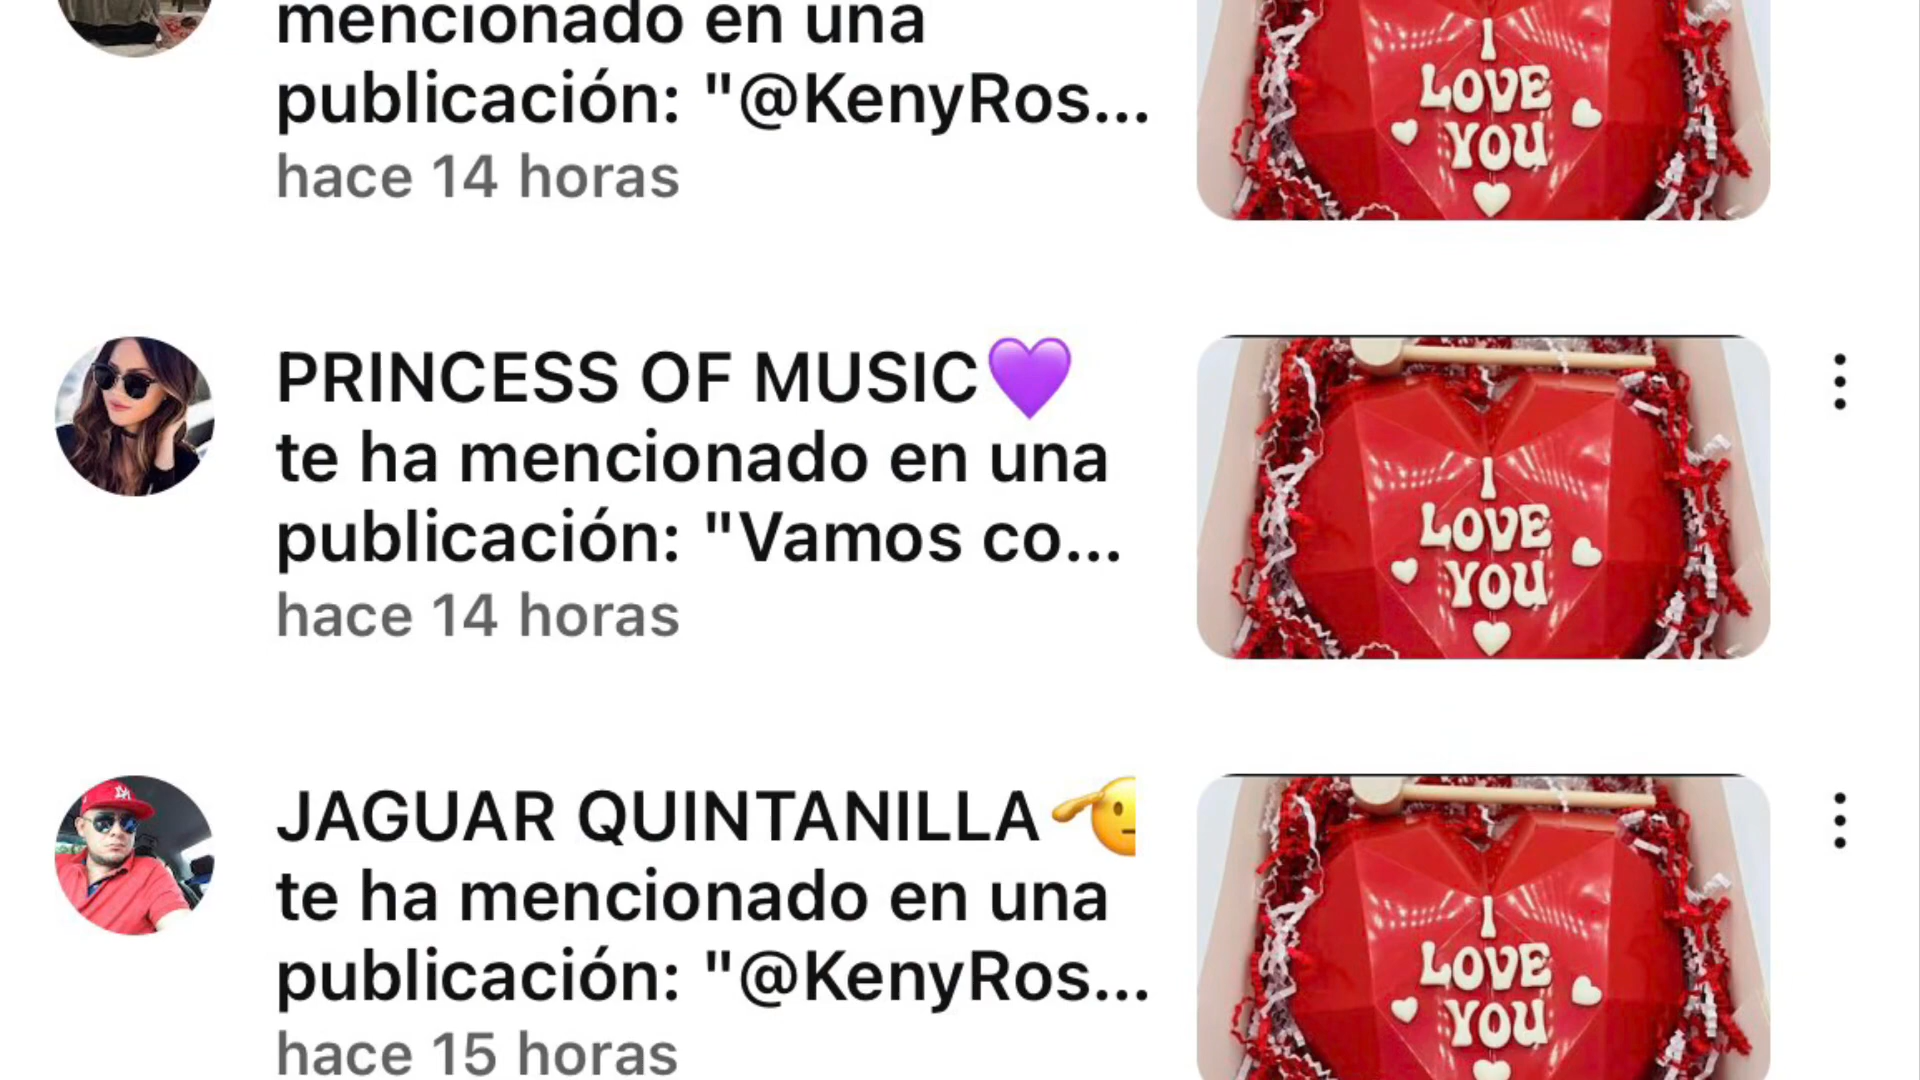 mencionado en una
publicación: "@KenyRos...
hace 14 horas
I
LOVE
YOU
PRINCESS OF MUSIC💜
te ha mencionado en una
publicación: "Vamos co...
hace 14 horas
I
LOVE
YOU
JAGUAR QUINTANILLA
te ha mencionado en una
publicación: "@KenyRos...
hace 15 horas
I
LOVE
YOU